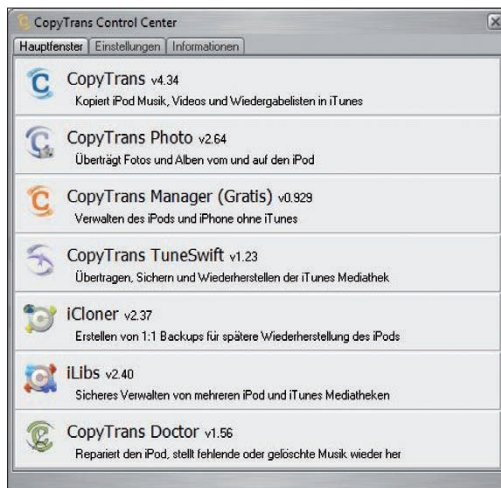 CopyTrans Control Center
Hauptfenster Einstellungen Informationen
CopyTrans v4.34
Kopiert iPod Musik, Videos und Wiedergabelisten in iTunes
CopyTrans Photo v2.64
Überträgt Fotos und Alben vom und auf den iPod
CopyTrans Manager (Gratis) v0.929
Verwalten des iPods und iPhone ohne iTunes
CopyTrans TuneSwift v1.23
Übertragen, Sichern und Wiederherstellen der iTunes Mediathek
iCloner v2.37
Erstellen von 1:1 Backups für spätere Wiederherstellung des iPods
iLibs v2.40
Sicheres Verwalten von mehreren iPod und iTunes Mediatheken
CopyTrans Doctor v1.56
Repariert den iPod, stellt fehlende oder gelöschte Musik wieder her